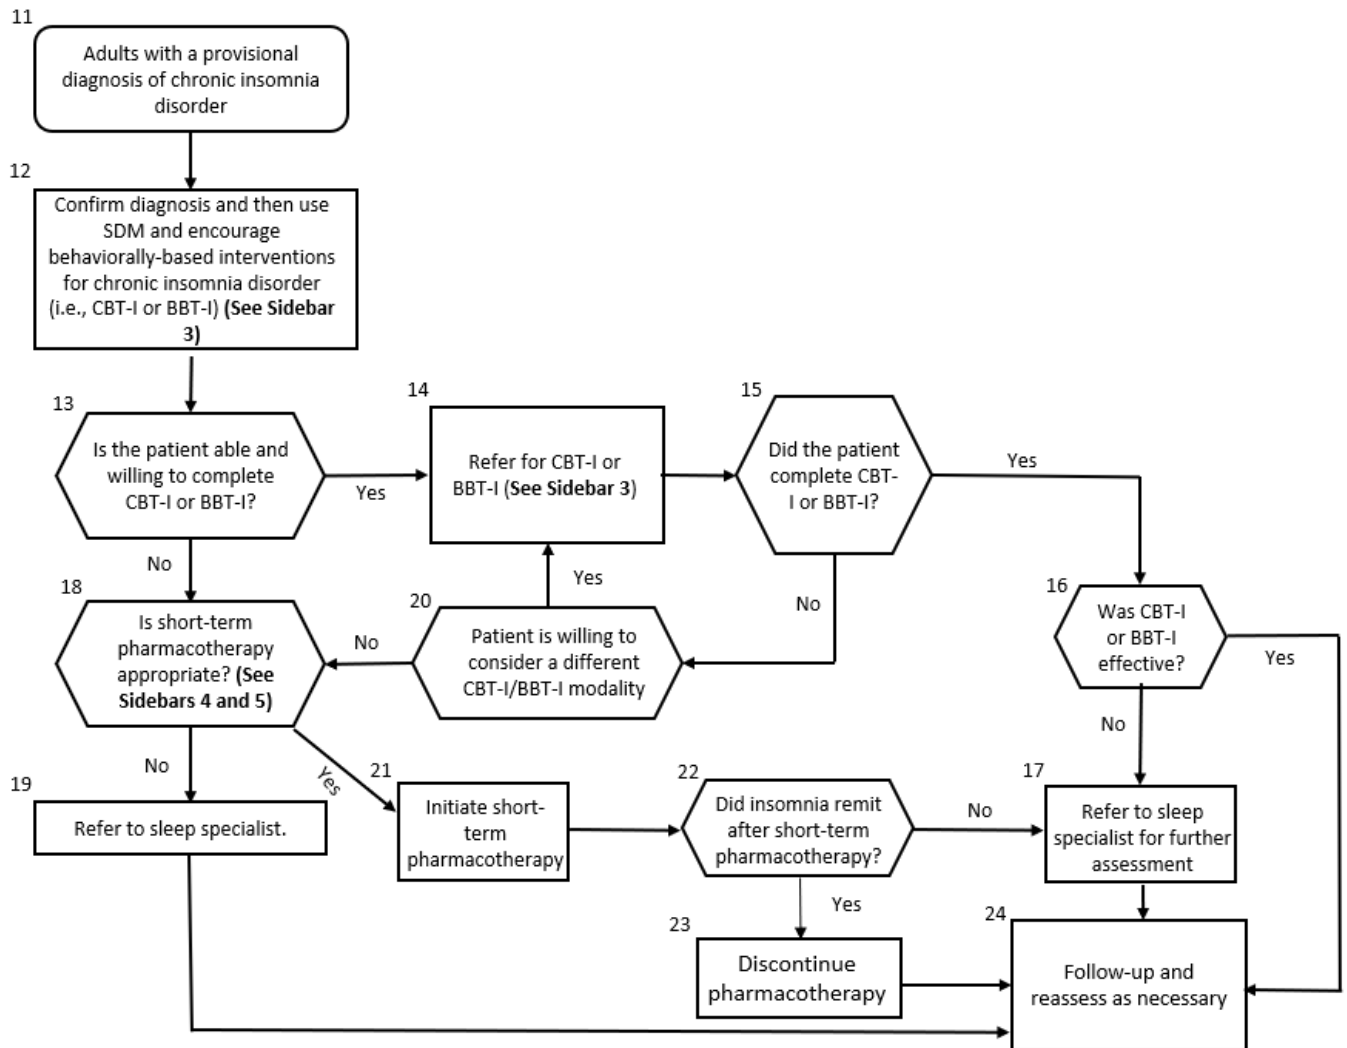 11
Adults with a provisional
diagnosis of chronic insomnia
disorder
12
Confirm diagnosis and then use
SDM and encourage
behaviorally-based interventions
for chronic insomnia disorder
(i.e., CBT-I or BBT-I) (See Sidebar
3)
13
Is the patient able and
willing to complete
CBT-I or BBT-I?
Yes
No
14
Refer for CBT-I or
BBT-I (See Sidebar 3)
15
Did the patient
complete CBT-
I or BBT-I?
Yes
No
16
Was CBT-I
or BBT-I
effective?
Yes
No
18
Is short-term
pharmacotherapy
appropriate? (See
Sidebars 4 and 5)
No
Yes
20
Patient is willing to
consider a different
CBT-I/BBT-I modality
Yes
No
19
Refer to sleep specialist.
21
Initiate short-
term
pharmacotherapy
22
Did insomnia remit
after short-term
pharmacotherapy?
No
Yes
17
Refer to sleep
specialist for further
assessment
23
Discontinue
pharmacotherapy
24
Follow-up and
reassess as necessary